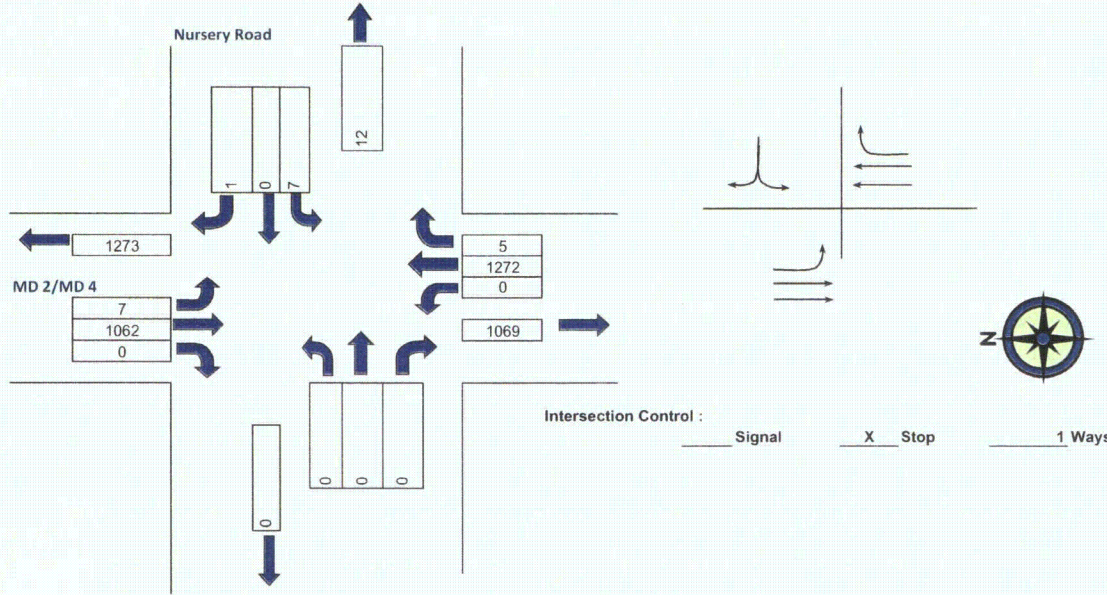 Nursery Road
12
1 0 7
1273
5
1272
0
MD 2/MD 4
7
1062
0
1069
N
Intersection Control :
Signal X Stop 1 Ways
0 0 0
0